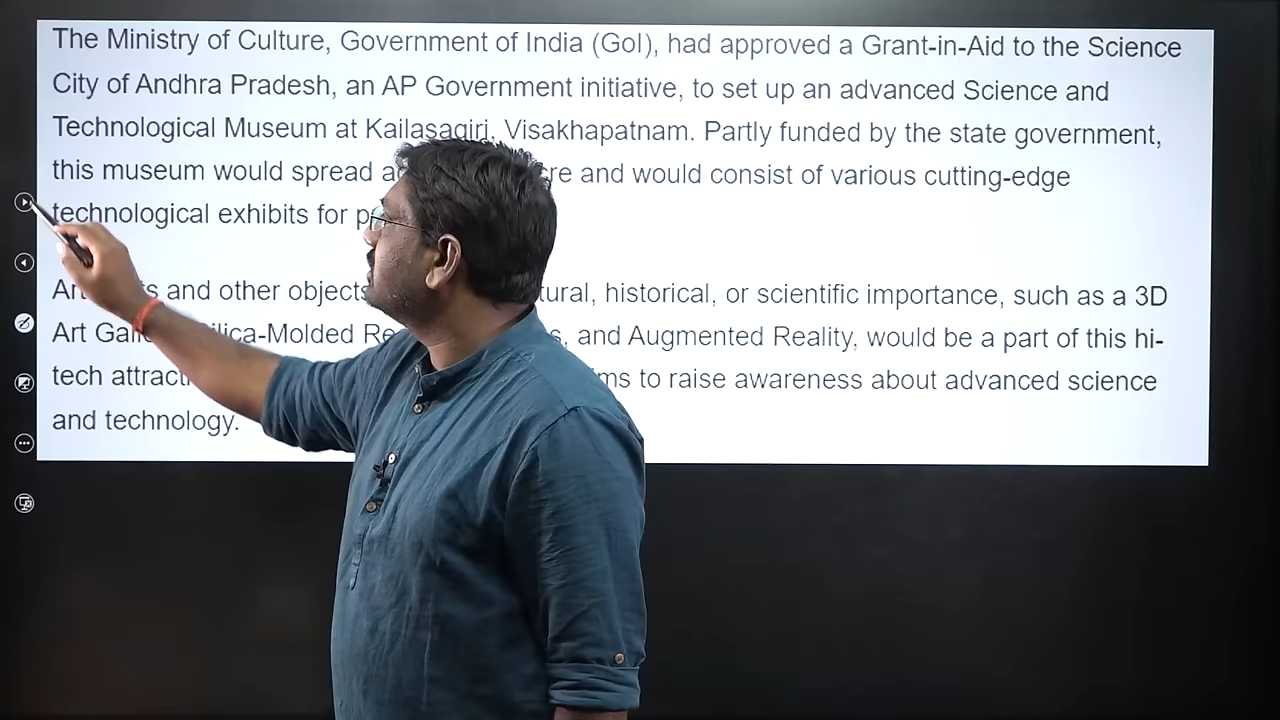 The Ministry of Culture, Government of India (GoI), had approved a Grant-in-Aid to the Science
City of Andhra Pradesh, an AP Government initiative, to set up an advanced Science and
Technological Museum at Kailasagiri, Visakhapatnam. Partly funded by the state government,
this museum would spread and would consist of various cutting-edge
technological exhibits for
and other objects historical, or scientific importance, such as a 3D
Art and Augmented Reality, would be a part of this hi-
tech to raise awareness about advanced science
and technology.